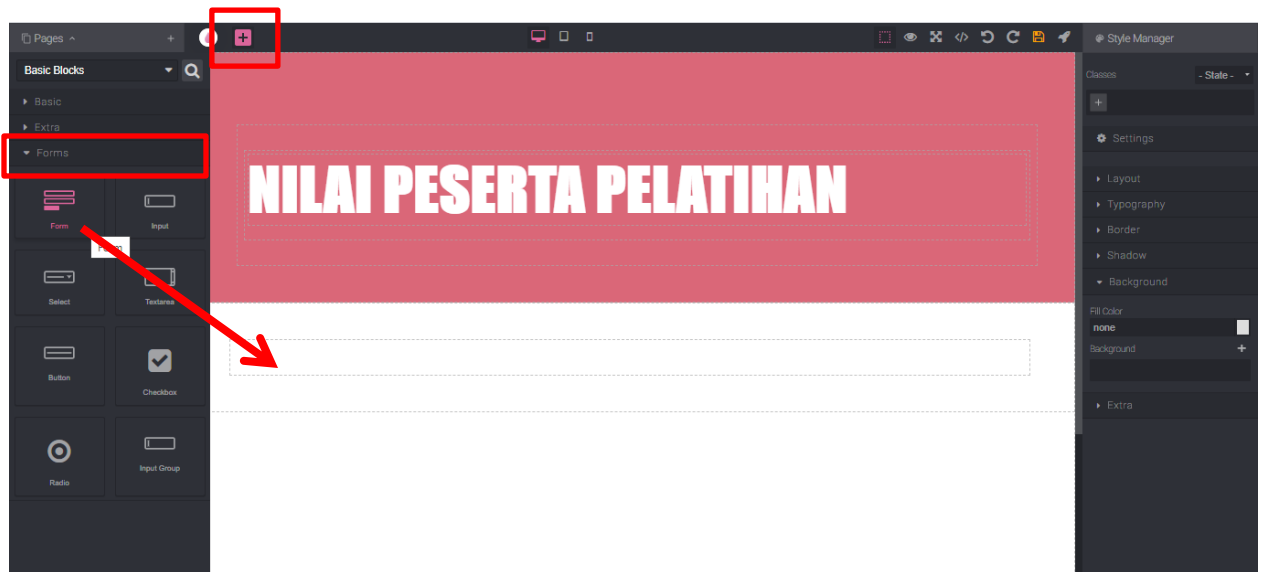 Pages
Style Manager
Basic Blocks
Classes
- State -
Basic
Extra
Forms
Settings
NILAI PESERTA PELATIHAN
Layout
Typography
Form
Input
Border
Shadow
Background
Select
Textarea
Fill Color
none
Background
Button
Checkbox
Extra
Radio
Input Group